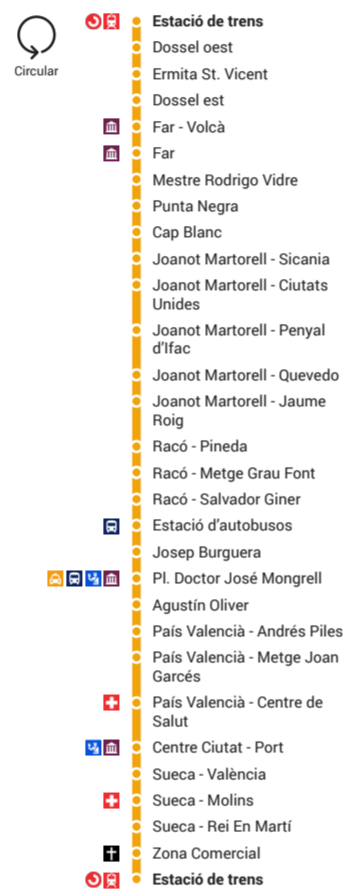 Estació de trens
Circular
Dossel oest
Ermita St. Vicent
Dossel est
Far - Volcà
Far
Mestre Rodrigo Vidre
Punta Negra
Cap Blanc
Joanot Martorell - Sicania
Joanot Martorell - Ciutats
Unides
Joanot Martorell - Penyal
d'Ifac
Joanot Martorell - Quevedo
Joanot Martorell - Jaume
Roig
Racó - Pineda
Racó - Metge Grau Font
Racó - Salvador Giner
Estació d'autobusos
Josep Burguera
Pl. Doctor José Mongrell
Agustín Oliver
País Valencià - Andrés Piles
País Valencià - Metge Joan
Garcés
País Valencià - Centre de
Salut
Centre Ciutat - Port
Sueca - València
Sueca - Molins
Sueca - Rei En Martí
Zona Comercial
Estació de trens